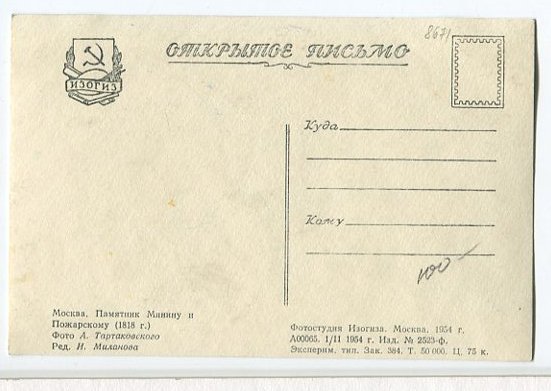 ИЗОГИЗ
ОТКРЫТОЕ ПИСЬМО
8671
Куда
Кому
100-
Москва. Памятник Минину и
Пожарскому (1818 г.)
Фото А. Тартаковского
Ред. И. Миланова
Фотостудия Изогиза. Москва. 1954 г.
А00065. 1/II 1954 г. Изд. № 2523-ф.
Эксперим. тип. Зак. 384. Т. 50 000. Ц. 75 к.